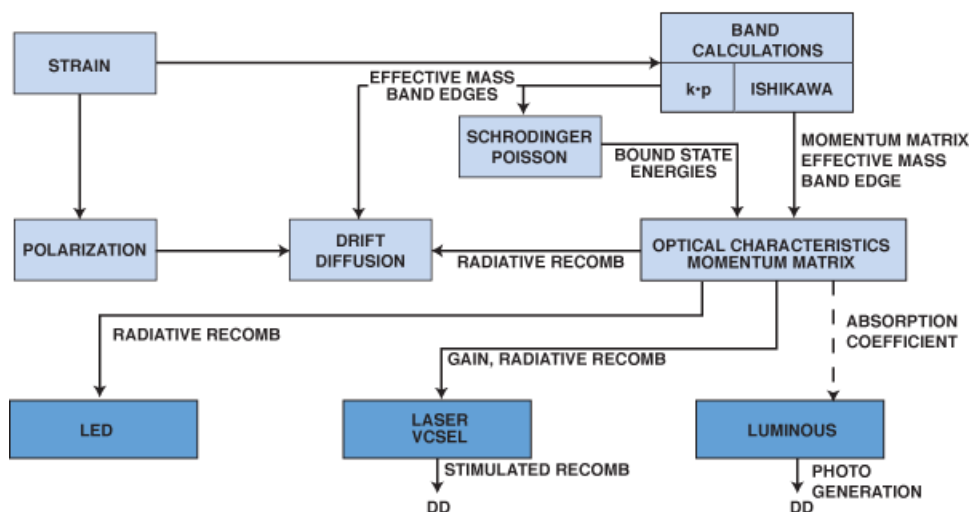 BAND
CALCULATIONS
STRAIN
EFFECTIVE MASS
BAND EDGES
k•p
ISHIKAWA
SCHRODINGER
POISSON
BOUND STATE
ENERGIES
MOMENTUM MATRIX
EFFECTIVE MASS
BAND EDGE
POLARIZATION
DRIFT
DIFFUSION
RADIATIVE RECOMB
OPTICAL CHARACTERISTICS
MOMENTUM MATRIX
RADIATIVE RECOMB
GAIN, RADIATIVE RECOMB
ABSORPTION
COEFFICIENT
LED
LASER
VCSEL
LUMINOUS
STIMULATED RECOMB
PHOTO
GENERATION
DD
DD